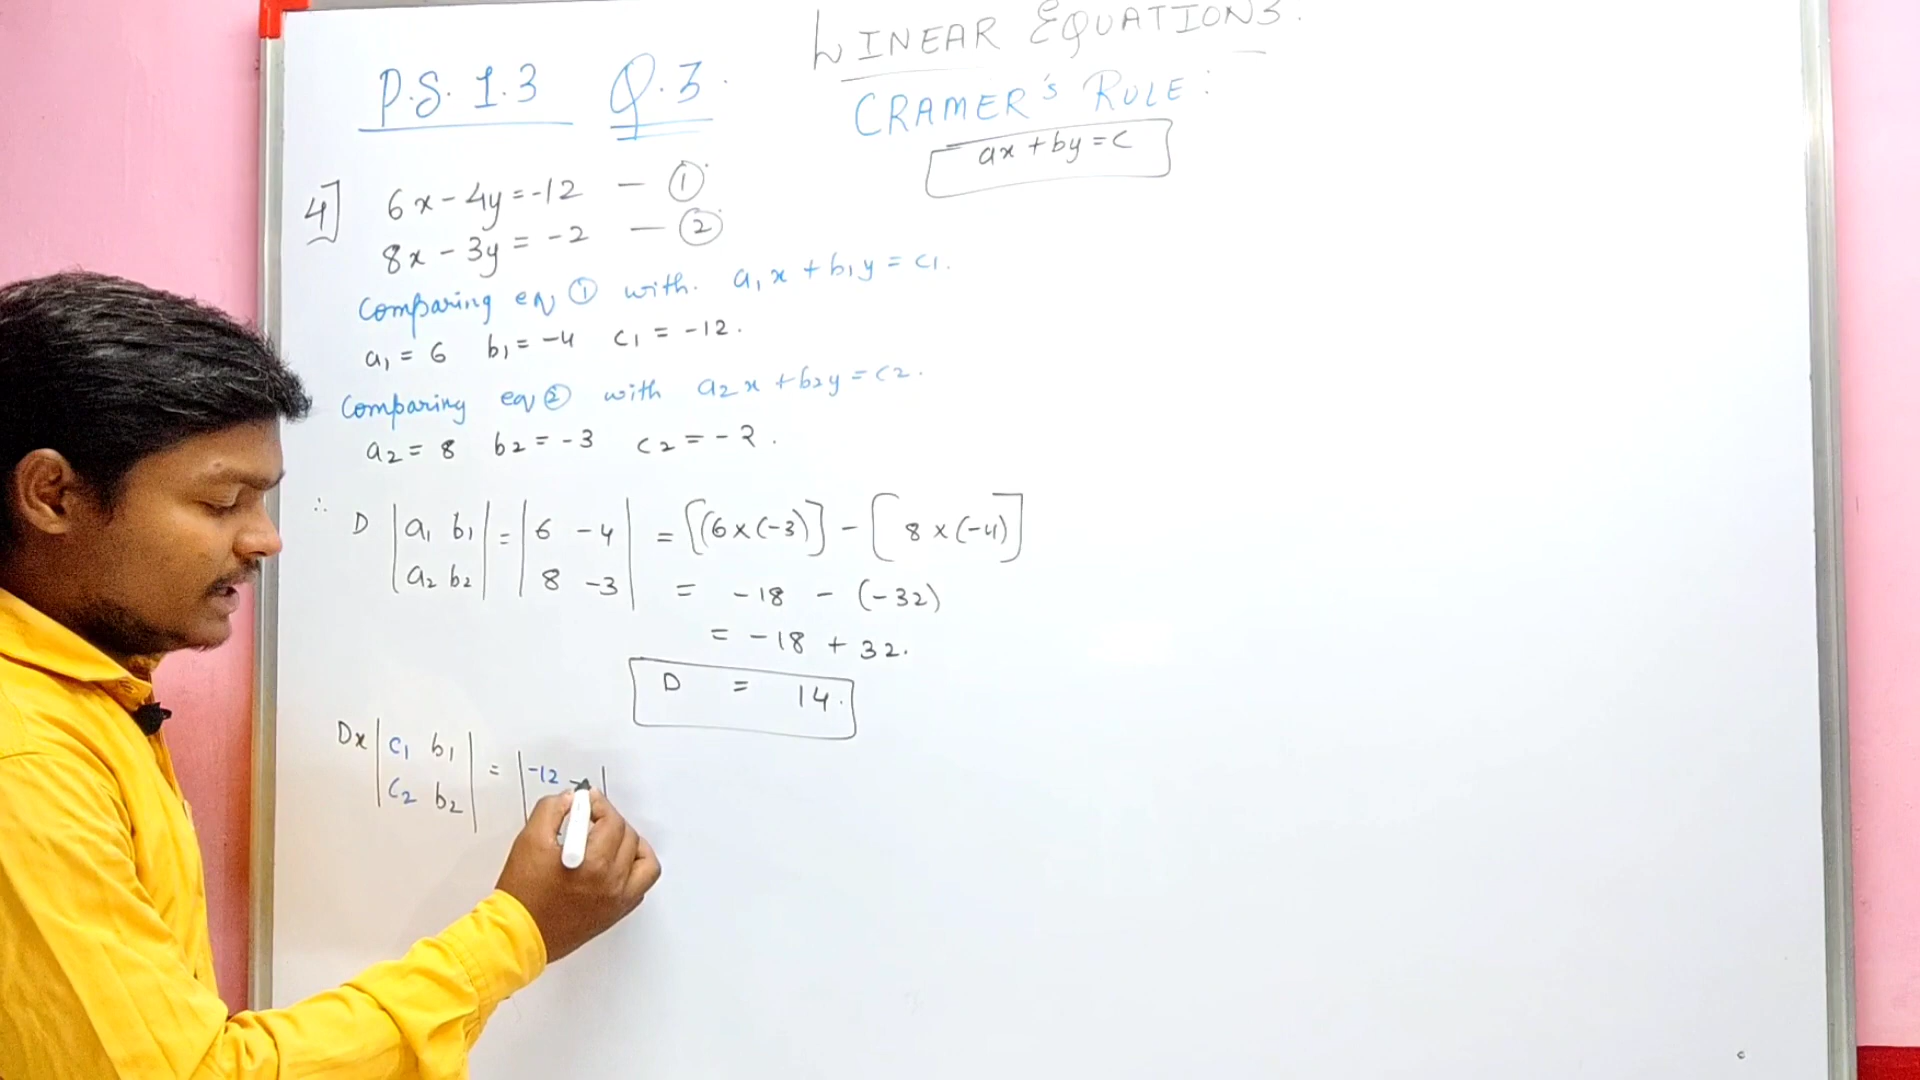 LINEAR EQUATIONS.
P.S. 1.3 Q.3.
CRAMER'S RULE:
ax + by = c
4] 6x - 4y = -12 — ①
8x - 3y = -2 — ②
Comparing eq ① with. a₁x + b₁y = c₁.
a₁ = 6 b₁ = -4 c₁ = -12.
Comparing eq ② with a₂x + b₂y = c₂.
a₂ = 8 b₂ = -3 c₂ = -2.
∴ D |a₁ b₁| = |6 -4| = [(6×(-3)] - [8×(-4)]
|a₂ b₂| |8 -3| = -18 - (-32)
= -18 + 32.
D = 14.
Dx |c₁ b₁| = |-12
|c₂ b₂|